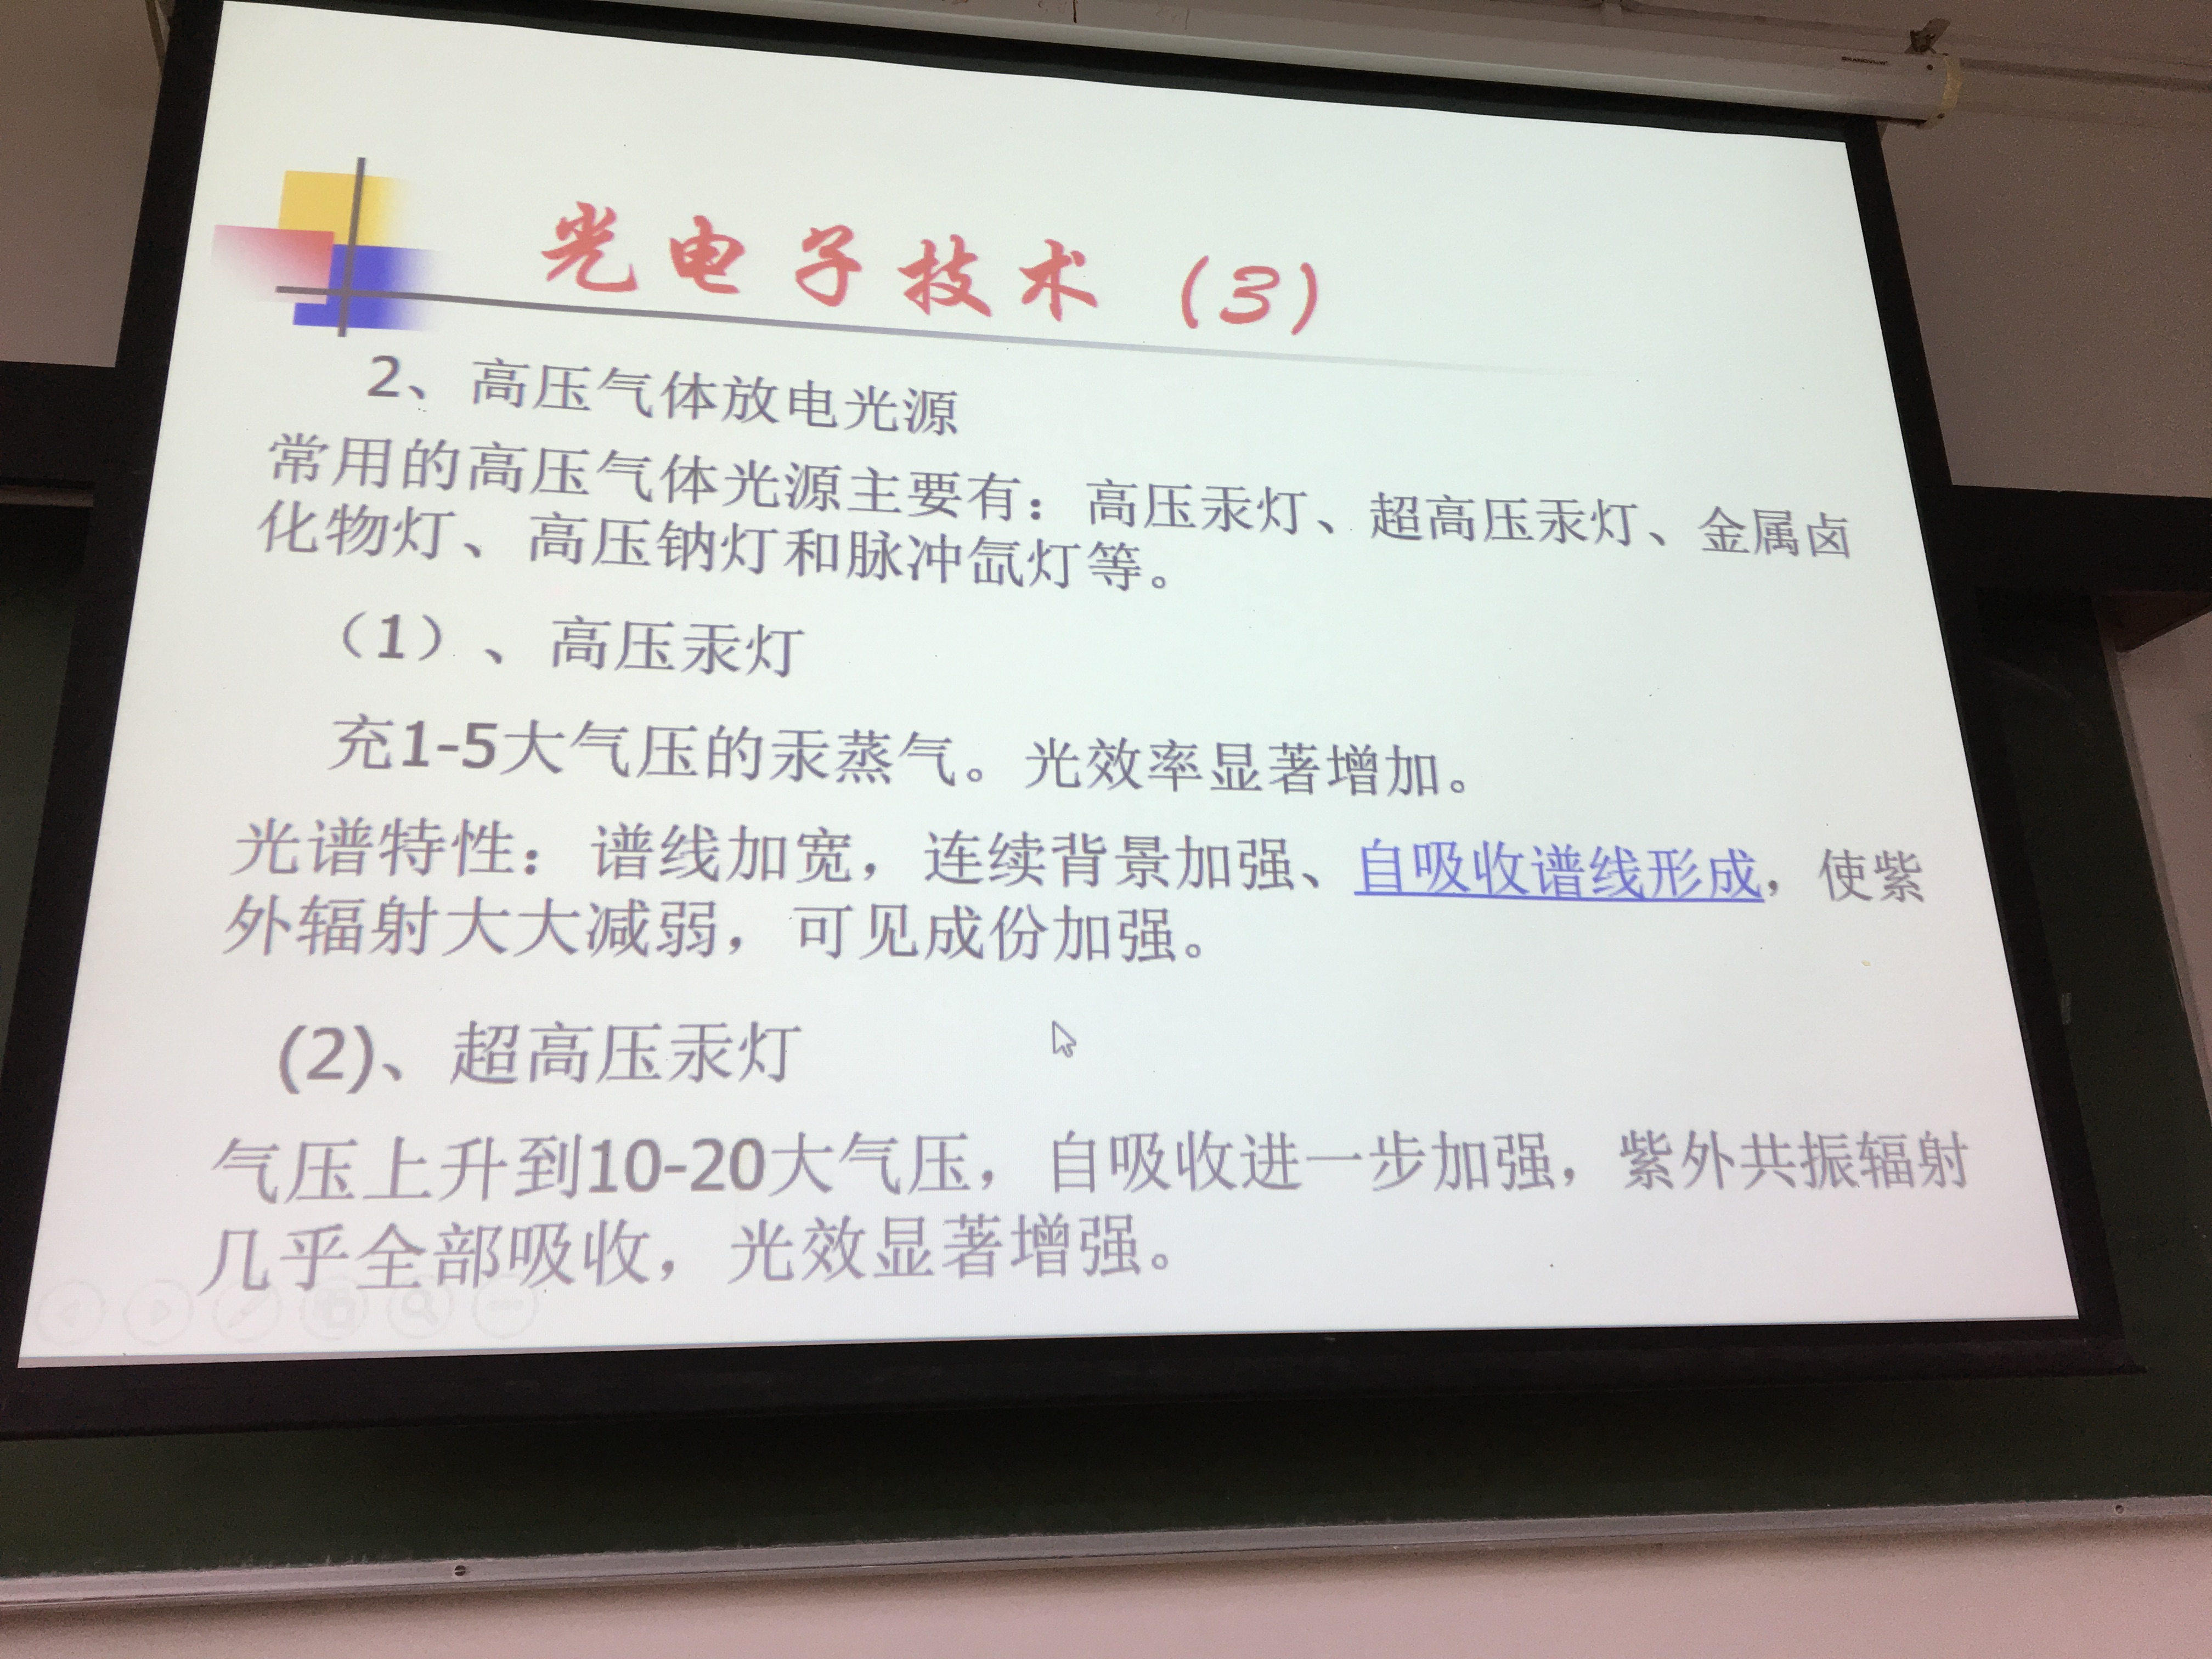 光电子技术（3）
2、高压气体放电光源
常用的高压气体光源主要有：高压汞灯、超高压汞灯、金属卤
化物灯、高压钠灯和脉冲氙灯等。
（1）、高压汞灯
充1-5大气压的汞蒸气。光效率显著增加。
光谱特性：谱线加宽，连续背景加强、自吸收谱线形成，使紫
外辐射大大减弱，可见成份加强。
(2)、超高压汞灯
气压上升到10-20大气压，自吸收进一步加强，紫外共振辐射
几乎全部吸收，光效显著增强。